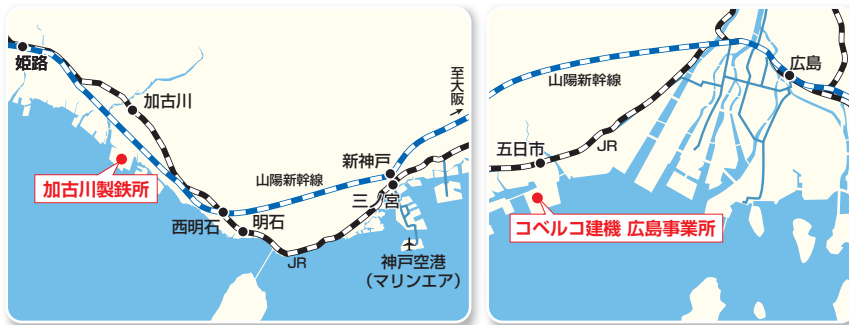 姫路
加古川
加古川製鉄所
山陽新幹線
西明石
明石
JR
新神戸
三ノ宮
至大阪
神戸空港
（マリンエア）
山陽新幹線
広島
五日市
JR
コベルコ建機 広島事業所